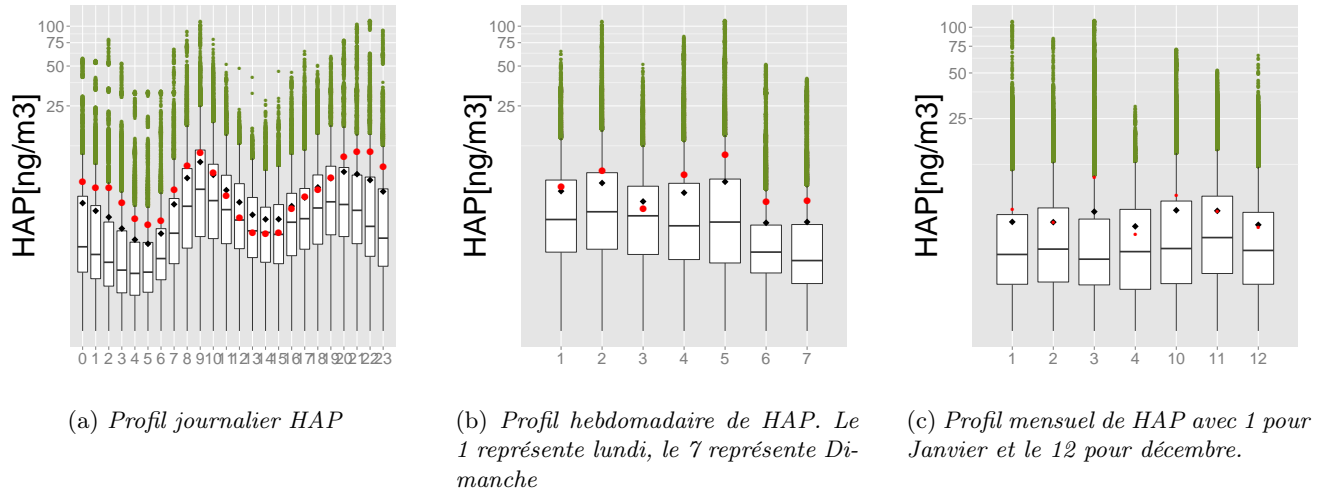 HAP[ng/m3]
100
75
50
25
0 1 2 3 4 5 6 7 8 9 10 11 12 13 14 15 16 17 18 19 20 21 22 23
HAP[ng/m3]
100
75
50
25
1 2 3 4 5 6 7
HAP[ng/m3]
100
75
50
25
1 2 3 4 10 11 12
(a) Profil journalier HAP
(b) Profil hebdomadaire de HAP. Le
1 représente lundi, le 7 représente Di-
manche
(c) Profil mensuel de HAP avec 1 pour
Janvier et le 12 pour décembre.